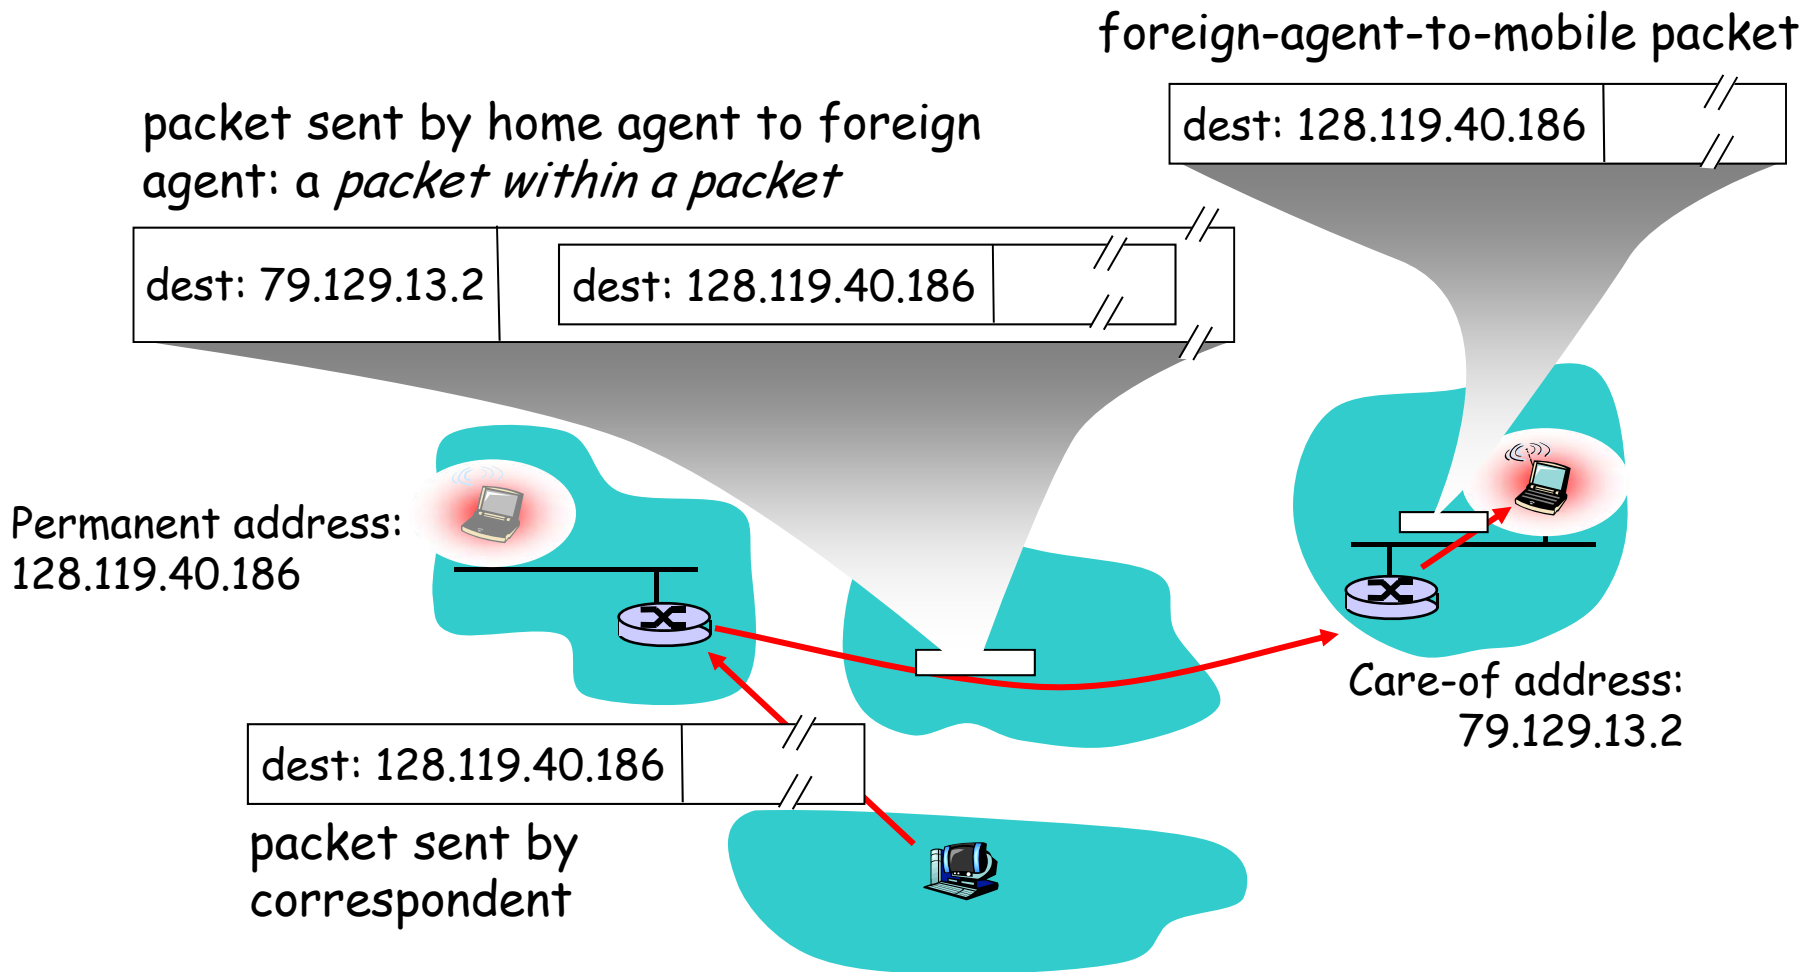 foreign-agent-to-mobile packet
dest: 128.119.40.186
packet sent by home agent to foreign
agent: a packet within a packet
dest: 79.129.13.2
dest: 128.119.40.186
Permanent address:
128.119.40.186
Care-of address:
79.129.13.2
dest: 128.119.40.186
packet sent by
correspondent